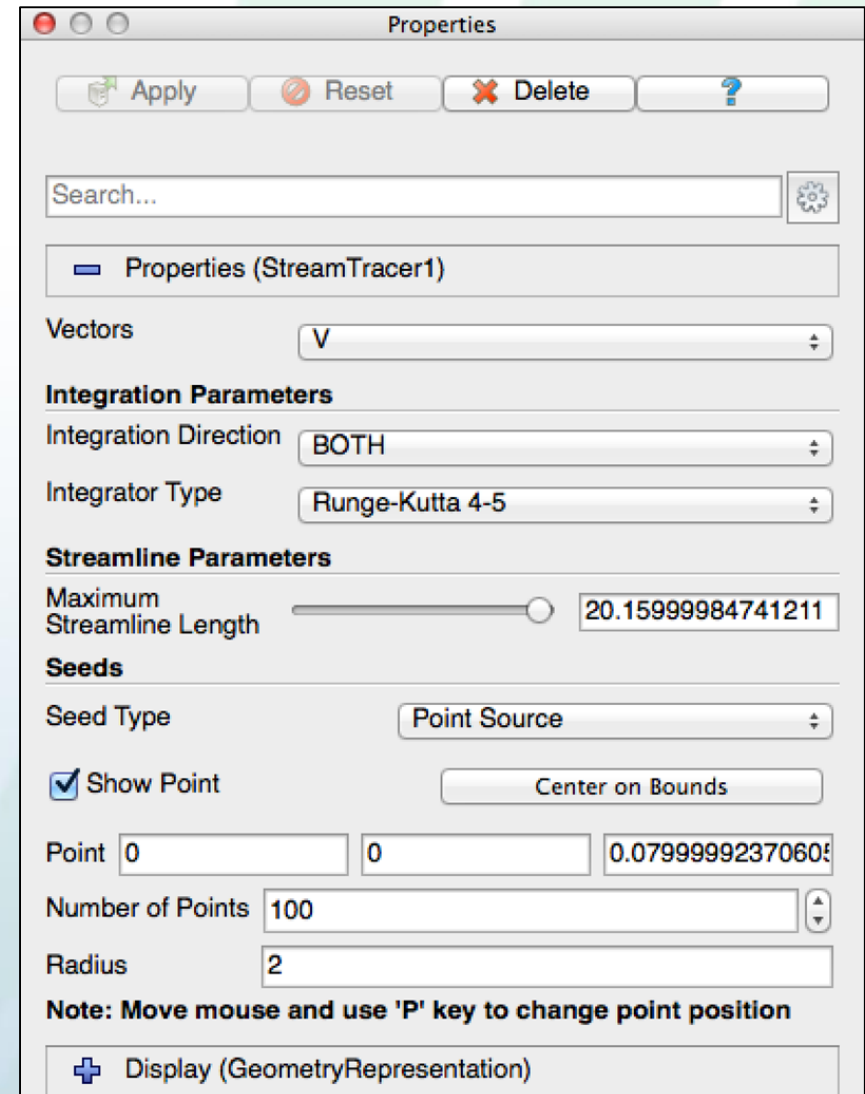 Properties
Apply Reset Delete ?
Search...
Properties (StreamTracer1)
Vectors V
Integration Parameters
Integration Direction BOTH
Integrator Type Runge-Kutta 4-5
Streamline Parameters
Maximum
Streamline Length 20.15999984741211
Seeds
Seed Type Point Source
Show Point Center on Bounds
Point 0 0 0.07999992370605
Number of Points 100
Radius 2
Note: Move mouse and use 'P' key to change point position
Display (GeometryRepresentation)